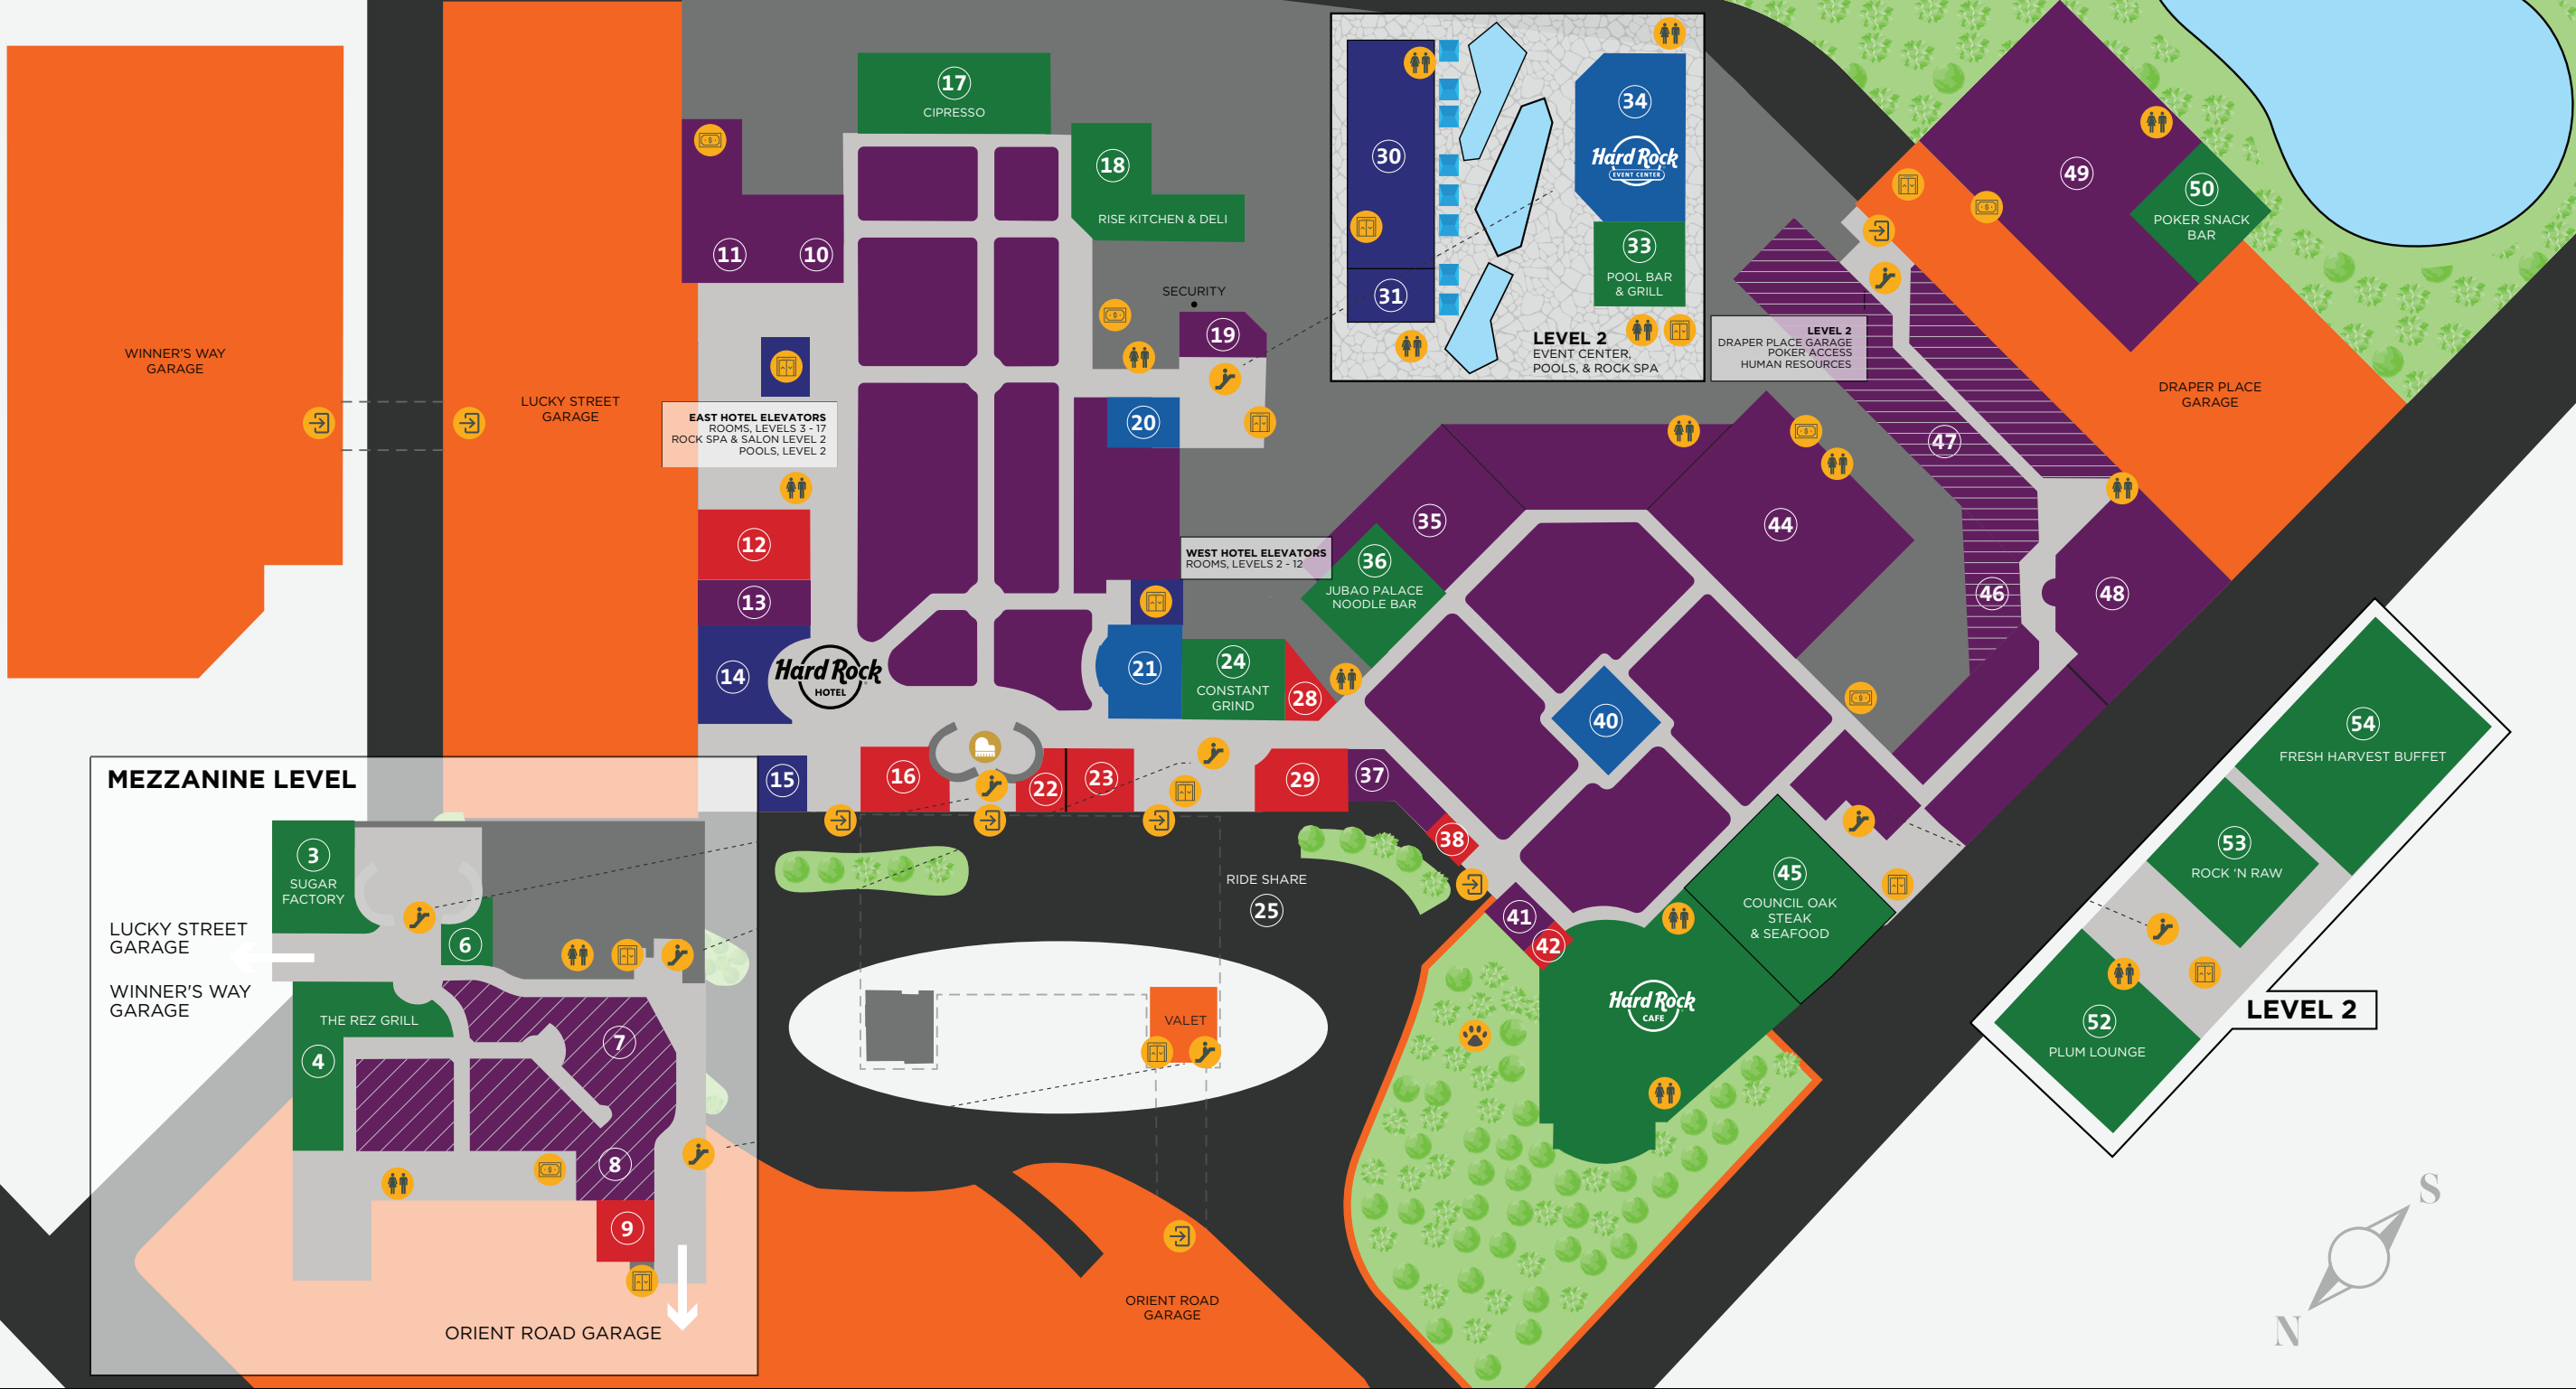 WINNER'S WAY
GARAGE
LUCKY STREET
GARAGE
17
CIPRESSO
18
RISE KITCHEN & DELI
11
10
SECURITY
19
20
EAST HOTEL ELEVATORS
ROOMS, LEVELS 3 - 17
ROCK SPA & SALON LEVEL 2
POOLS, LEVEL 2
12
13
14
Hard Rock
HOTEL
WEST HOTEL ELEVATORS
ROOMS, LEVELS 2 - 12
21
24
CONSTANT
GRIND
28
15
16
22
23
29
37
38
30
31
34
Hard Rock
EVENT CENTER
33
POOL BAR
& GRILL
LEVEL 2
EVENT CENTER,
POOLS, & ROCK SPA
LEVEL 2
DRAPER PLACE GARAGE
POKER ACCESS
HUMAN RESOURCES
49
50
POKER SNACK
BAR
DRAPER PLACE
GARAGE
47
46
48
35
36
JUBAO PALACE
NOODLE BAR
44
40
41
42
45
COUNCIL OAK
STEAK
& SEAFOOD
Hard Rock
CAFE
RIDE SHARE
25
VALET
ORIENT ROAD
GARAGE
MEZZANINE LEVEL
3
SUGAR
FACTORY
6
LUCKY STREET
GARAGE
WINNER'S WAY
GARAGE
THE REZ GRILL
4
7
8
9
ORIENT ROAD GARAGE
54
FRESH HARVEST BUFFET
53
ROCK 'N RAW
52
PLUM LOUNGE
LEVEL 2
S
N